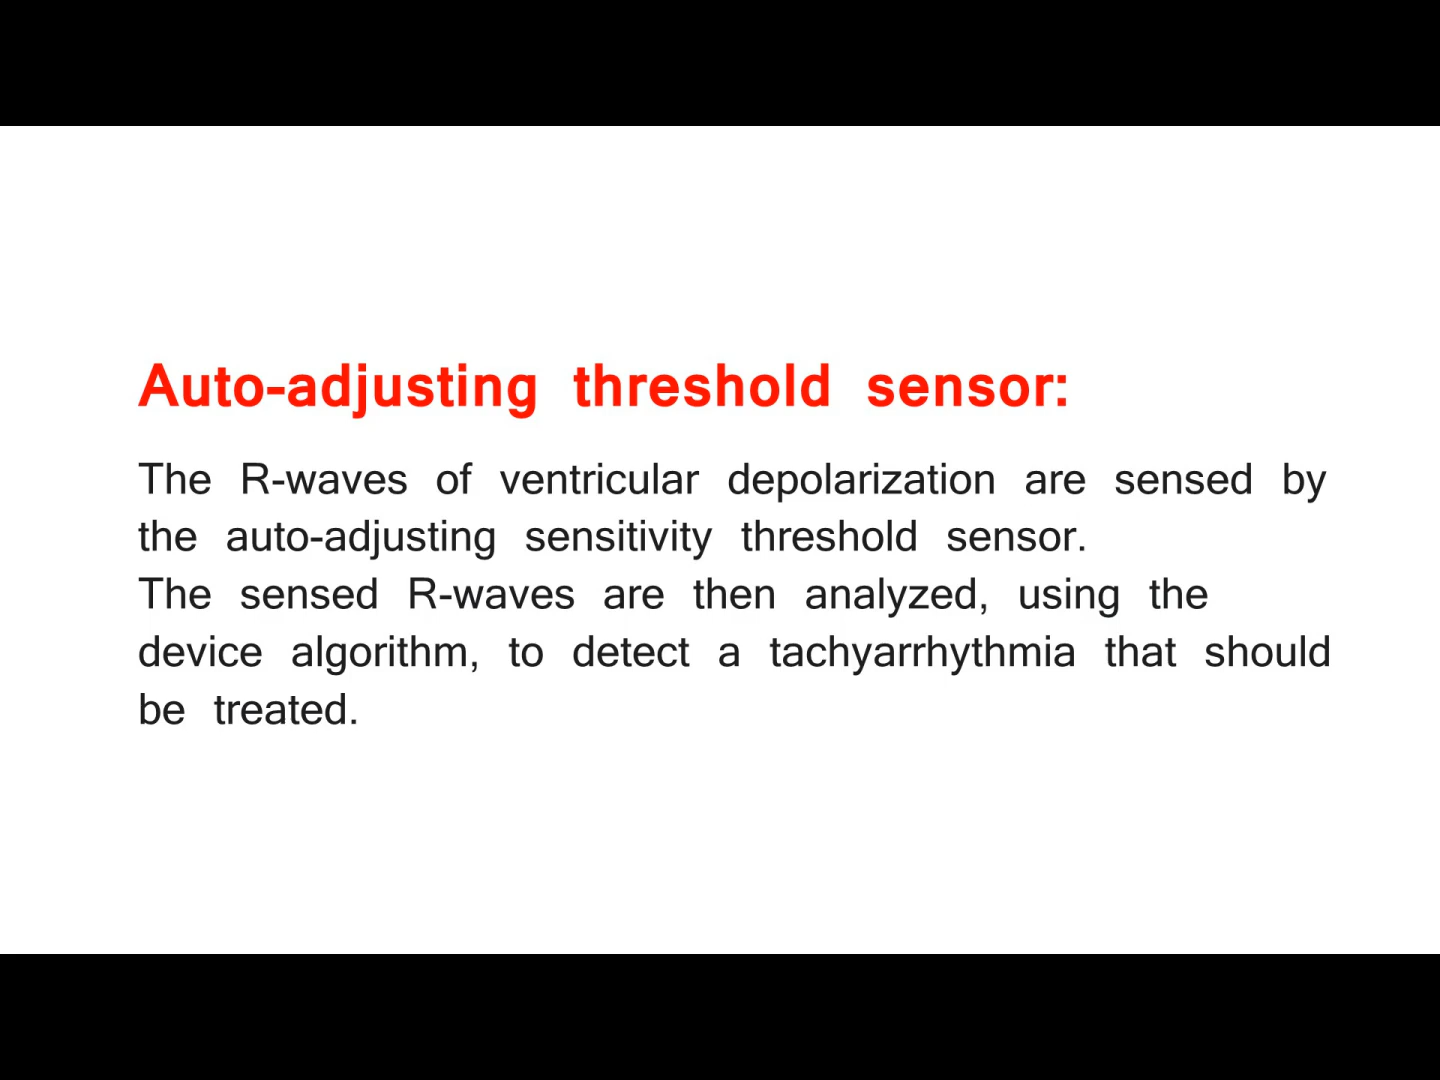 Auto-adjusting threshold sensor:
The R-waves of ventricular depolarization are sensed by
the auto-adjusting sensitivity threshold sensor.
The sensed R-waves are then analyzed, using the
device algorithm, to detect a tachyarrhythmia that should
be treated.